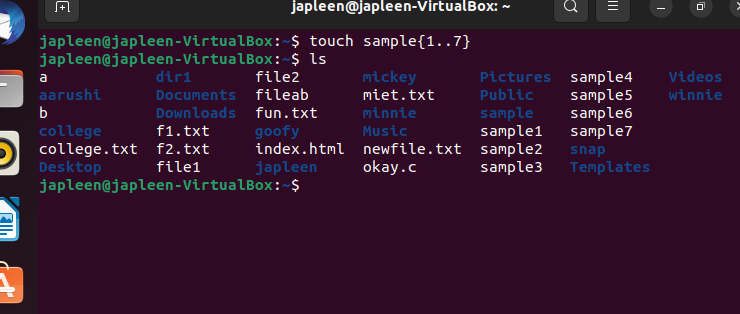 japleen@japleen-VirtualBox: ~
japleen@japleen-VirtualBox:~$ touch sample{1..7}
japleen@japleen-VirtualBox:~$ ls
a dir1 file2 mickey Pictures sample4 Videos
aarushi Documents fileab miet.txt Public sample5 winnie
b Downloads fun.txt minnie sample sample6
college f1.txt goofy Music sample1 sample7
college.txt f2.txt index.html newfile.txt sample2 snap
Desktop file1 japleen okay.c sample3 Templates
japleen@japleen-VirtualBox:~$